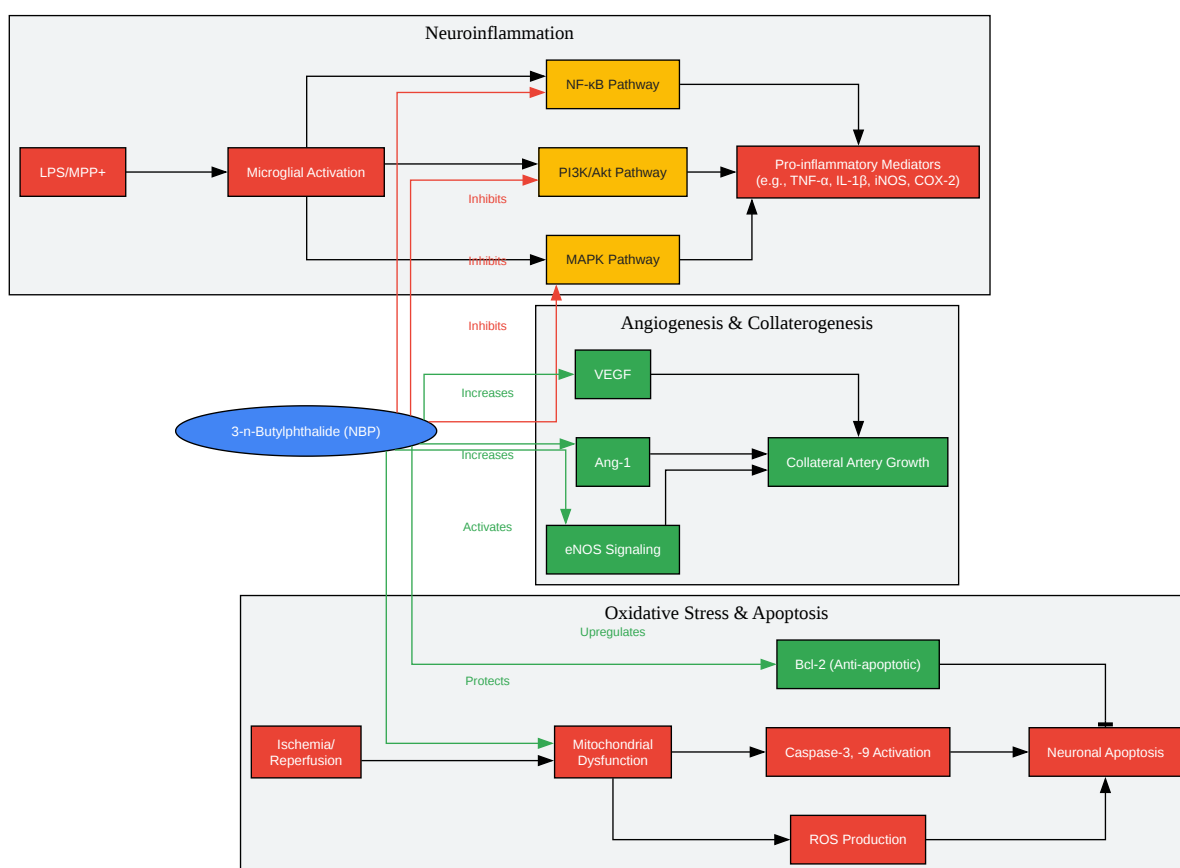 Neuroinflammation
NF-κB Pathway
LPS/MPP+
Microglial Activation
PI3K/Akt Pathway
Pro-inflammatory Mediators
(e.g., TNF-α, IL-1β, iNOS, COX-2)
Inhibits
Inhibits
MAPK Pathway
Inhibits
Angiogenesis & Collaterogenesis
VEGF
Increases
3-n-Butylphthalide (NBP)
Increases
Ang-1
Collateral Artery Growth
Activates
eNOS Signaling
Oxidative Stress & Apoptosis
Upregulates
Bcl-2 (Anti-apoptotic)
Protects
Ischemia/
Reperfusion
Mitochondrial
Dysfunction
Caspase-3, -9 Activation
Neuronal Apoptosis
ROS Production